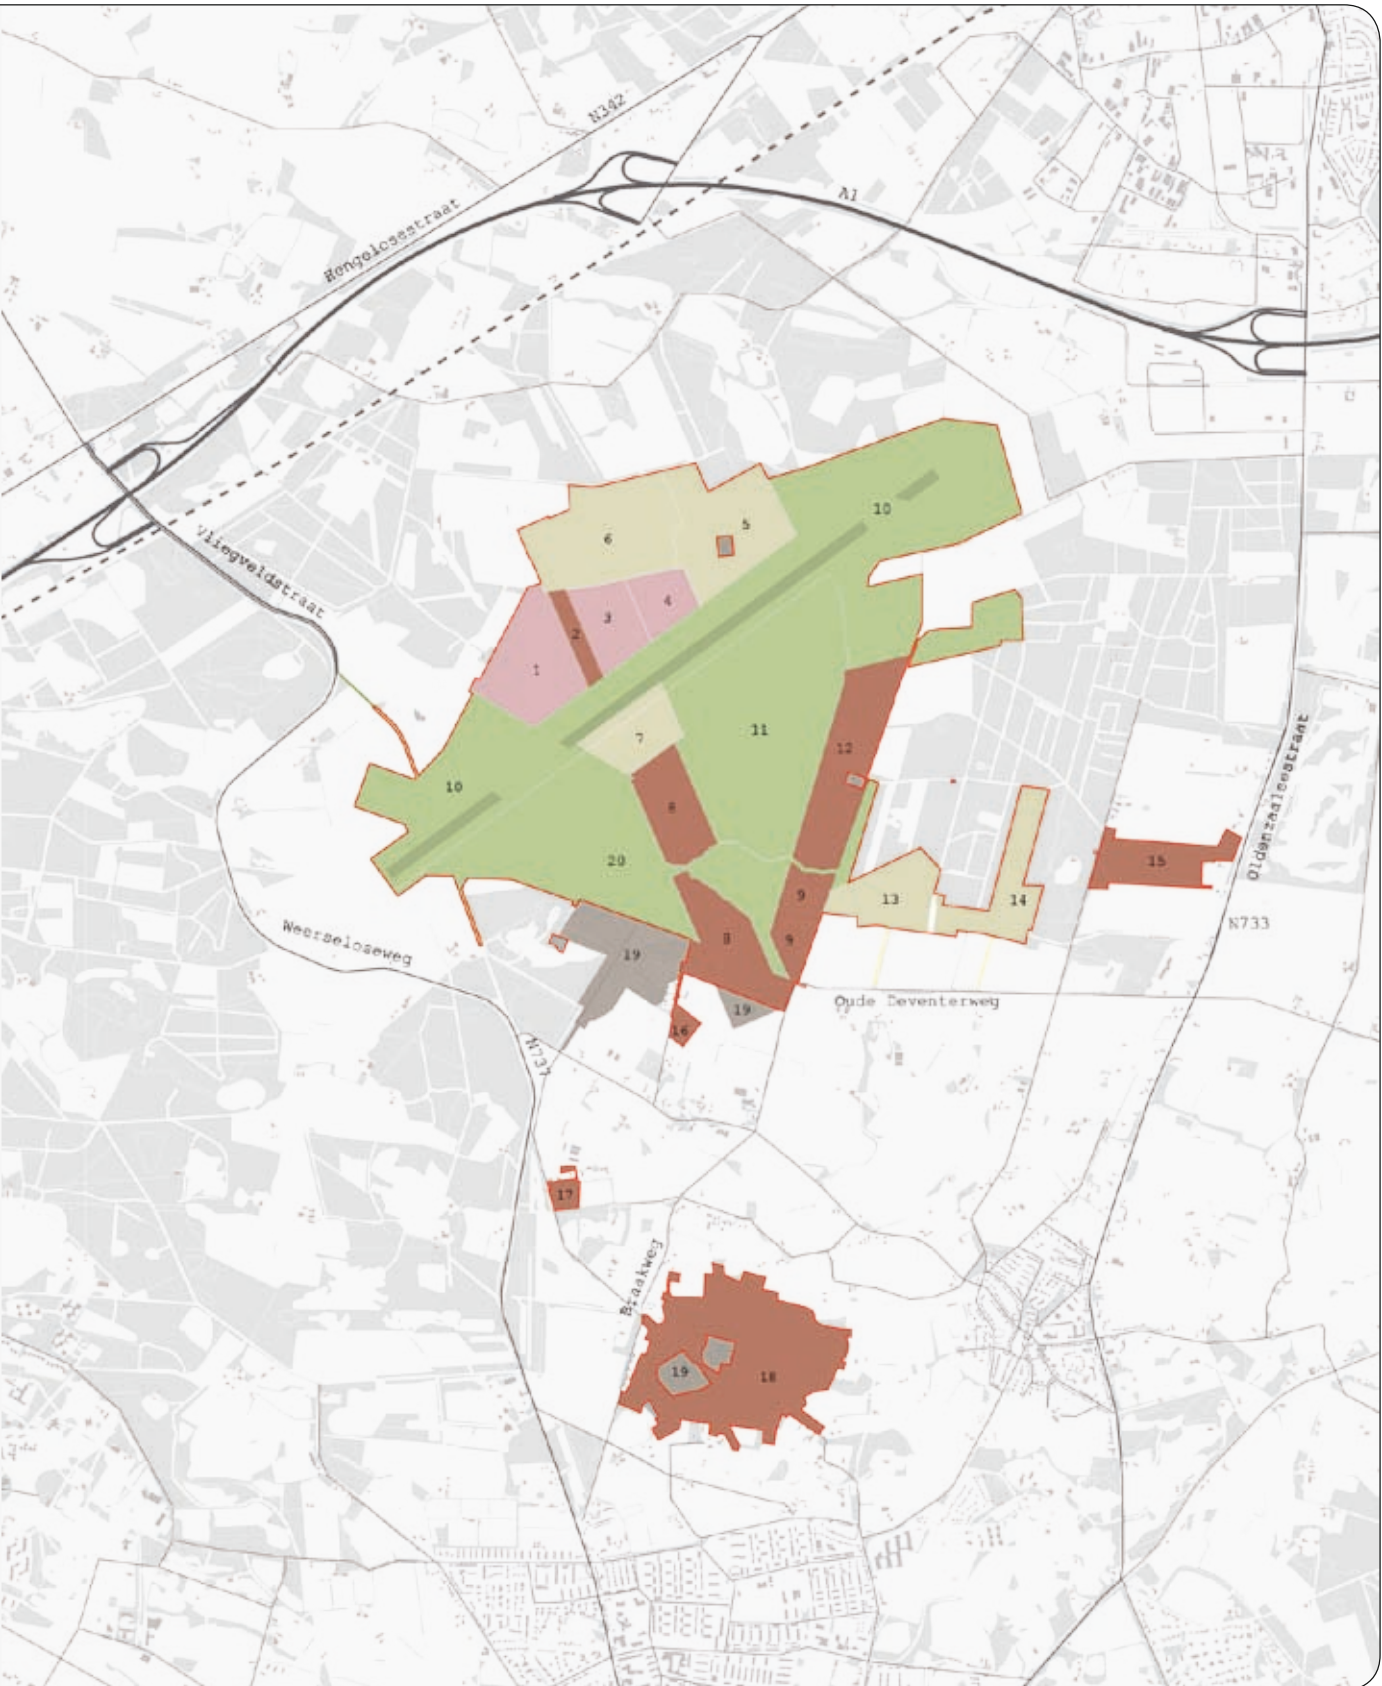 N342
A1
Hengelosestraat
Vliegveldstraat
10
5
6
4
3
2
1
11
7
12
10
8
20
15
Oldenzaalsestraat
9
13
14
N733
Weerseloseweg
8
9
19
Oude Deventerweg
19
16
N737
17
Braakweg
19
18